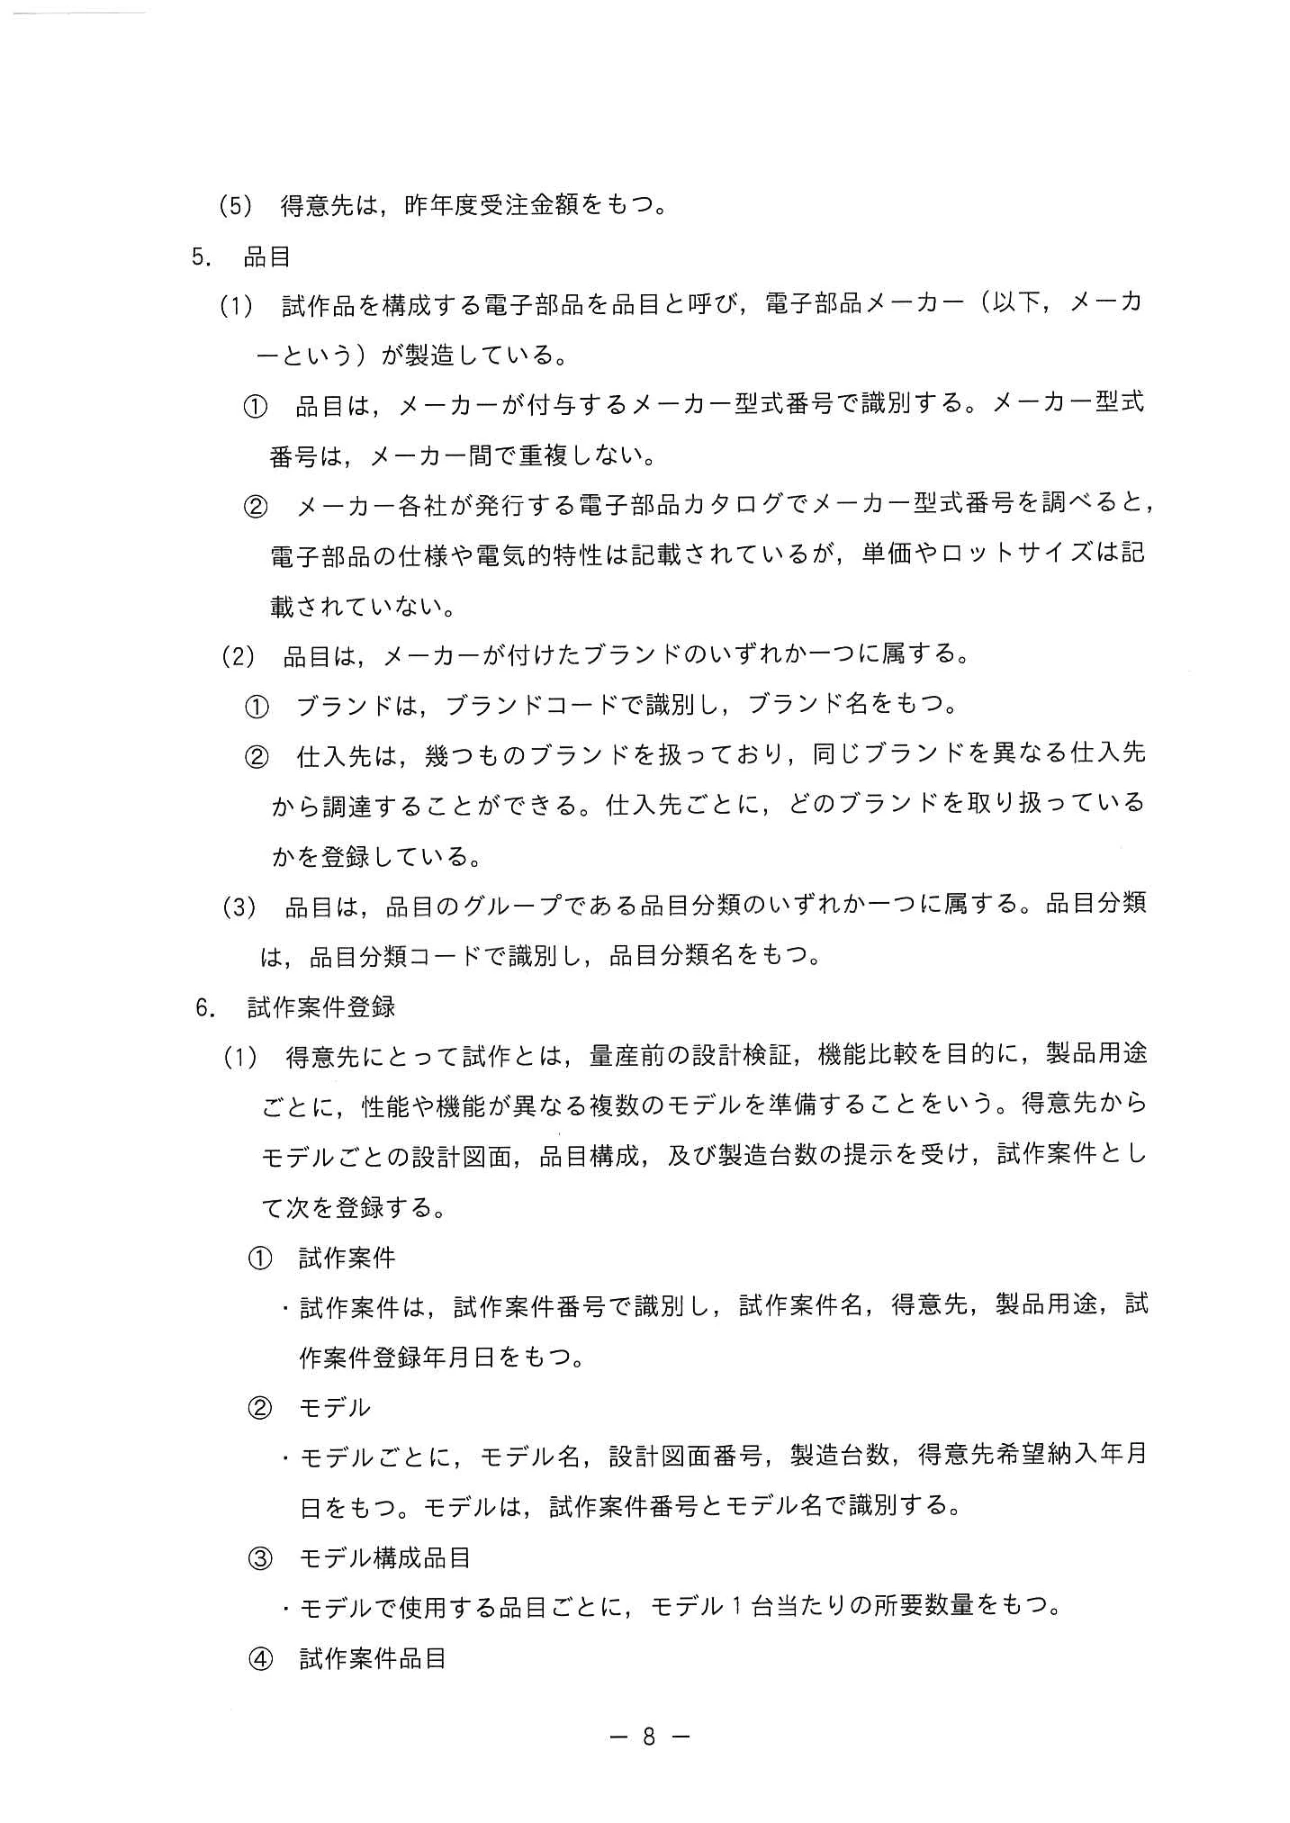 (5) 得意先は，昨年度受注金額をもつ。
5. 品目
(1) 試作品を構成する電子部品を品目と呼び，電子部品メーカー（以下，メーカ
ーという）が製造している。
① 品目は，メーカーが付与するメーカー型式番号で識別する。メーカー型式
番号は，メーカー間で重複しない。
② メーカー各社が発行する電子部品カタログでメーカー型式番号を調べると，
電子部品の仕様や電気的特性は記載されているが，単価やロットサイズは記
載されていない。
(2) 品目は，メーカーが付けたブランドのいずれか一つに属する。
① ブランドは，ブランドコードで識別し，ブランド名をもつ。
② 仕入先は，幾つものブランドを扱っており，同じブランドを異なる仕入先
から調達することができる。仕入先ごとに，どのブランドを取り扱っている
かを登録している。
(3) 品目は，品目のグループである品目分類のいずれか一つに属する。品目分類
は，品目分類コードで識別し，品目分類名をもつ。
6. 試作案件登録
(1) 得意先にとって試作とは，量産前の設計検証，機能比較を目的に，製品用途
ごとに，性能や機能が異なる複数のモデルを準備することをいう。得意先から
モデルごとの設計図面，品目構成，及び製造台数の提示を受け，試作案件とし
て次を登録する。
① 試作案件
・試作案件は，試作案件番号で識別し，試作案件名，得意先，製品用途，試
作案件登録年月日をもつ。
② モデル
・モデルごとに，モデル名，設計図面番号，製造台数，得意先希望納入年月
日をもつ。モデルは，試作案件番号とモデル名で識別する。
③ モデル構成品目
・モデルで使用する品目ごとに，モデル1台当たりの所要数量をもつ。
④ 試作案件品目
－ 8 －